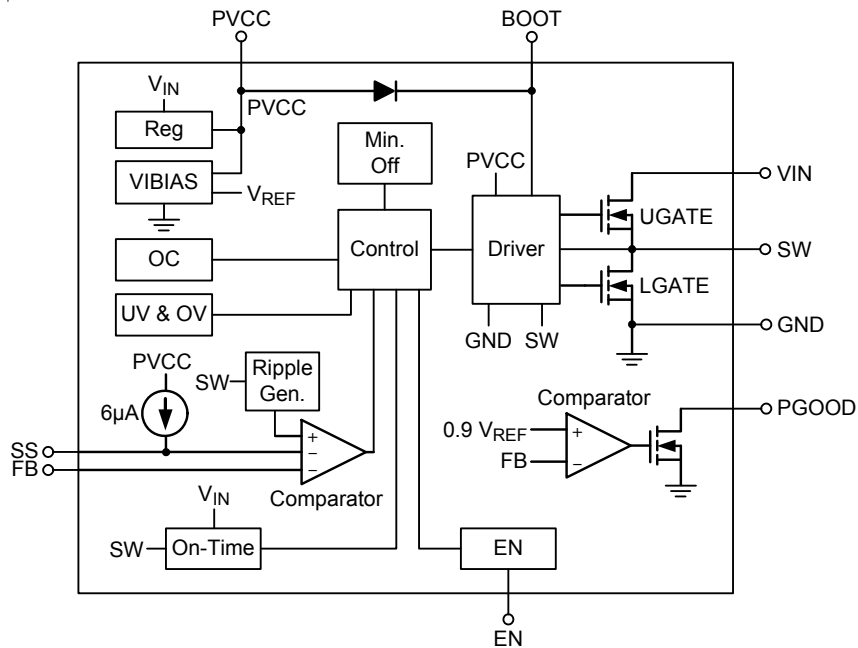 PVCC
BOOT
VIN
PVCC
Reg
Min.
Off
VIBIAS
VREF
PVCC
VIN
UGATE
OC
Control
Driver
SW
UV & OV
LGATE
GND
SW
GND
PVCC
Ripple
Gen.
SW
6µA
Comparator
PGOOD
0.9 VREF
+
−
FB
SS
FB
+
−
−
Comparator
VIN
SW
On-Time
EN
EN